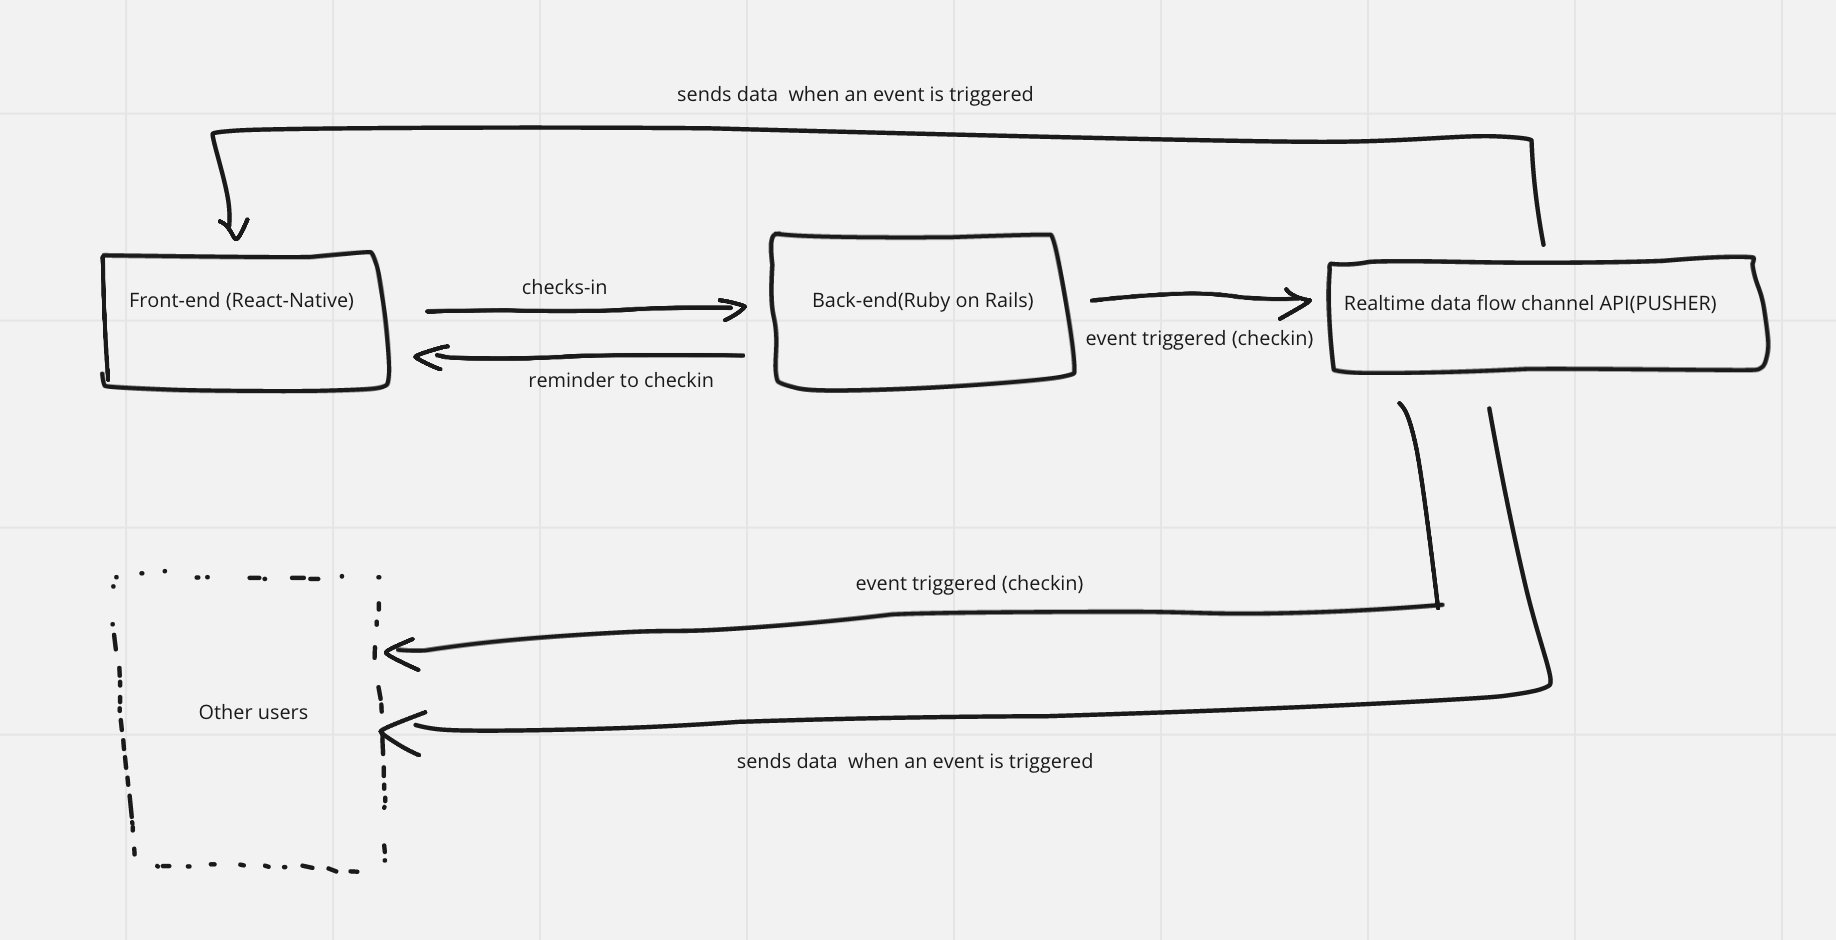 sends data  when an event is triggered
Front-end (React-Native)
checks-in
reminder to checkin
Back-end(Ruby on Rails)
event triggered (checkin)
Realtime data flow channel API(PUSHER)
event triggered (checkin)
Other users
sends data  when an event is triggered